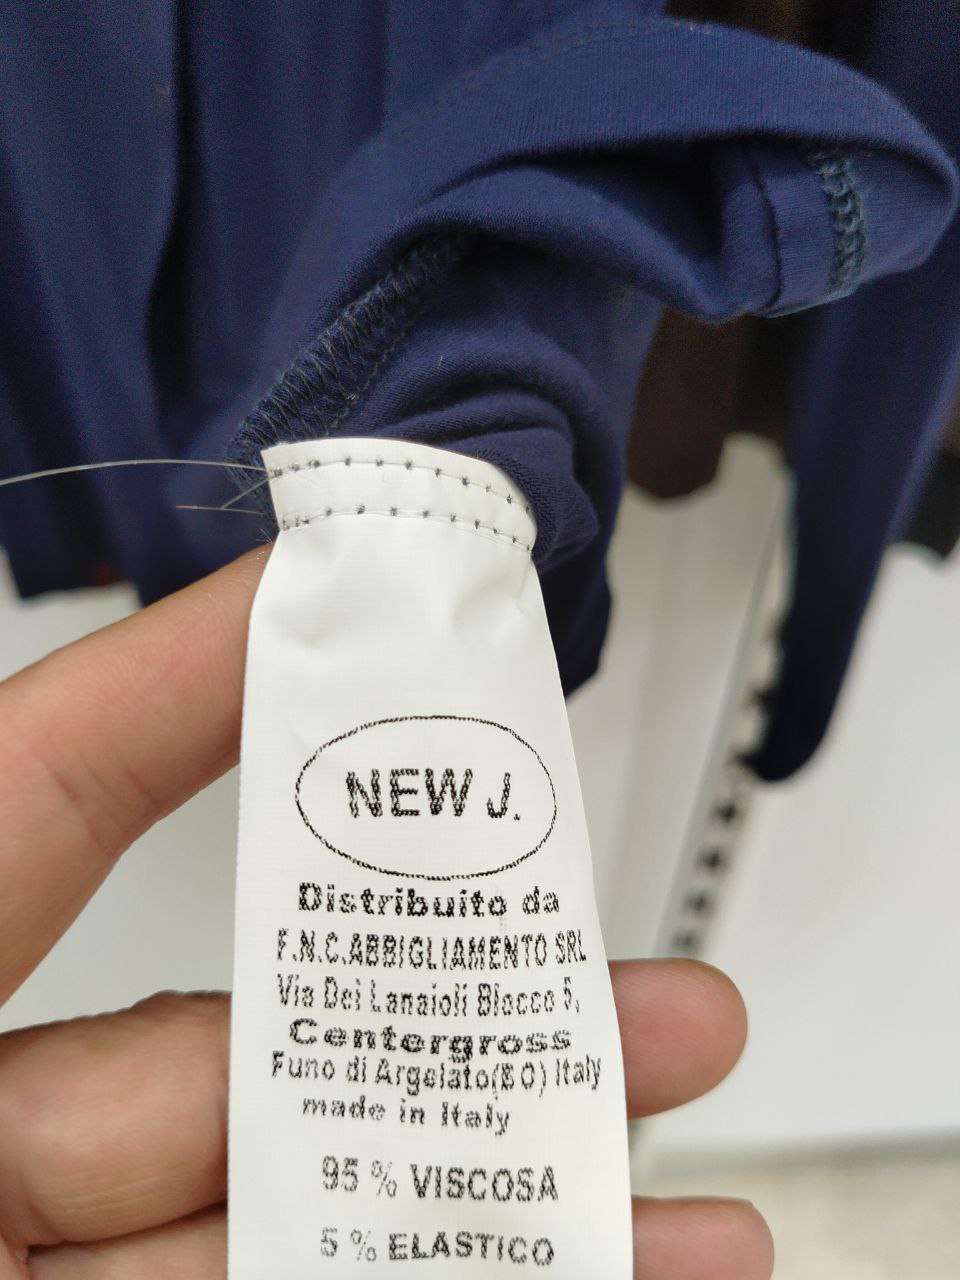 NEW J.
Distribuito da
F.N.C.ABBIGLIAMENTO SRL
Via Dei Lanaioli Blocco 5,
Centergross
Funo di Argelato(BO) Italy
made in Italy
95 % VISCOSA
5 % ELASTICO